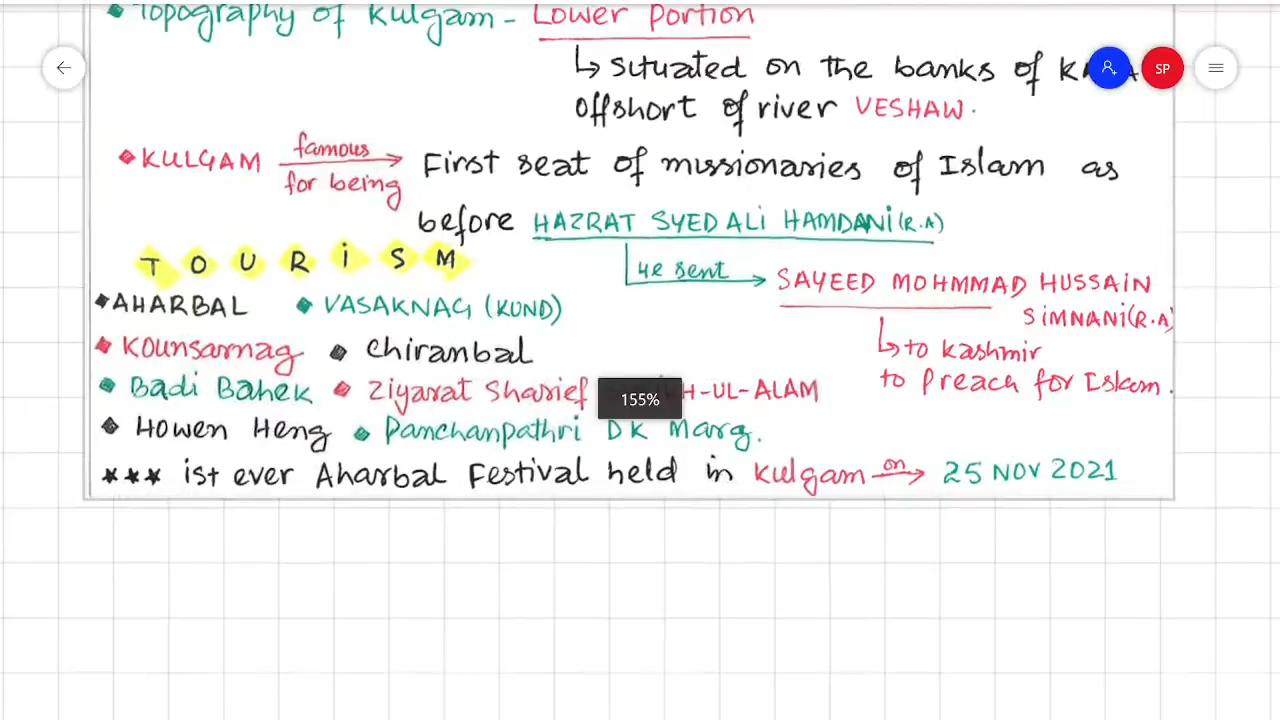 Topography of Kulgam - Lower Portion
↳ Situated on the banks of
SP
offshort of river VESHAW.
KULGAM famous for being → First seat of missionaries of Islam as
before HAZRAT SYED ALI HAMDANI (R.A)
TOURISM
He sent → SAYEED MOHMMAD HUSSAIN
SIMNANI (R.A)
AHARBAL
VASAKNAG (KUND)
Kounsarnag
Chiranbal
↳ to Kashmir
to Preach for Islam.
Badi Bahek
Ziyarat Sharief
-UL-ALAM
155%
Howen Heng
Panchanpathri DK Marg.
*** ist ever Aharbal Festival held in Kulgam on → 25 NOV 2021